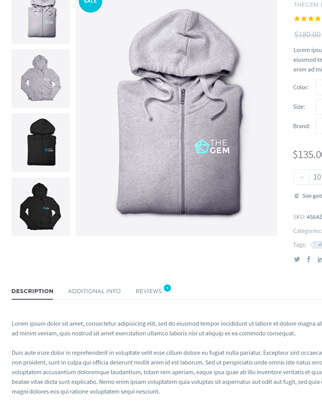 SALE
THEGEM
$180.00
Lorem ipsum
eiusmod te
enim ad mi
Color:
Size:
Brand:
$135.0
- 10
Size gui
SKU: 4564
Categories:
Tags:
THE
GEM
DESCRIPTION ADDITIONAL INFO REVIEWS
Lorem ipsum dolor sit amet, consectetur adipisicing elit, sed do eiusmod tempor incididunt ut labore et dolore magna al
ad minim veniam, quis nostrud sit amet exercitation ullamco laboris nisi ut aliquip ex ea commodo consequat.
Duis aute irure dolor in reprehenderit in voluptate velit esse cillum dolore eu fugiat nulla pariatur. Excepteur sint occaeca
non proident, sunt in culpa qui officia deserunt mollit anim id est laborum. Sed ut perspiciatis unde omnis iste natus erro
voluptatem accusantium doloremque laudantium, totam rem aperiam, eaque ipsa quae ab illo inventore veritatis et qua
beatae vitae dicta sunt explicabo. Nemo enim ipsam voluptatem quia voluptas sit aspernatur aut odit aut fugit, sed quia
magni dolores eos qui ratione voluptatem sequi nesciunt.